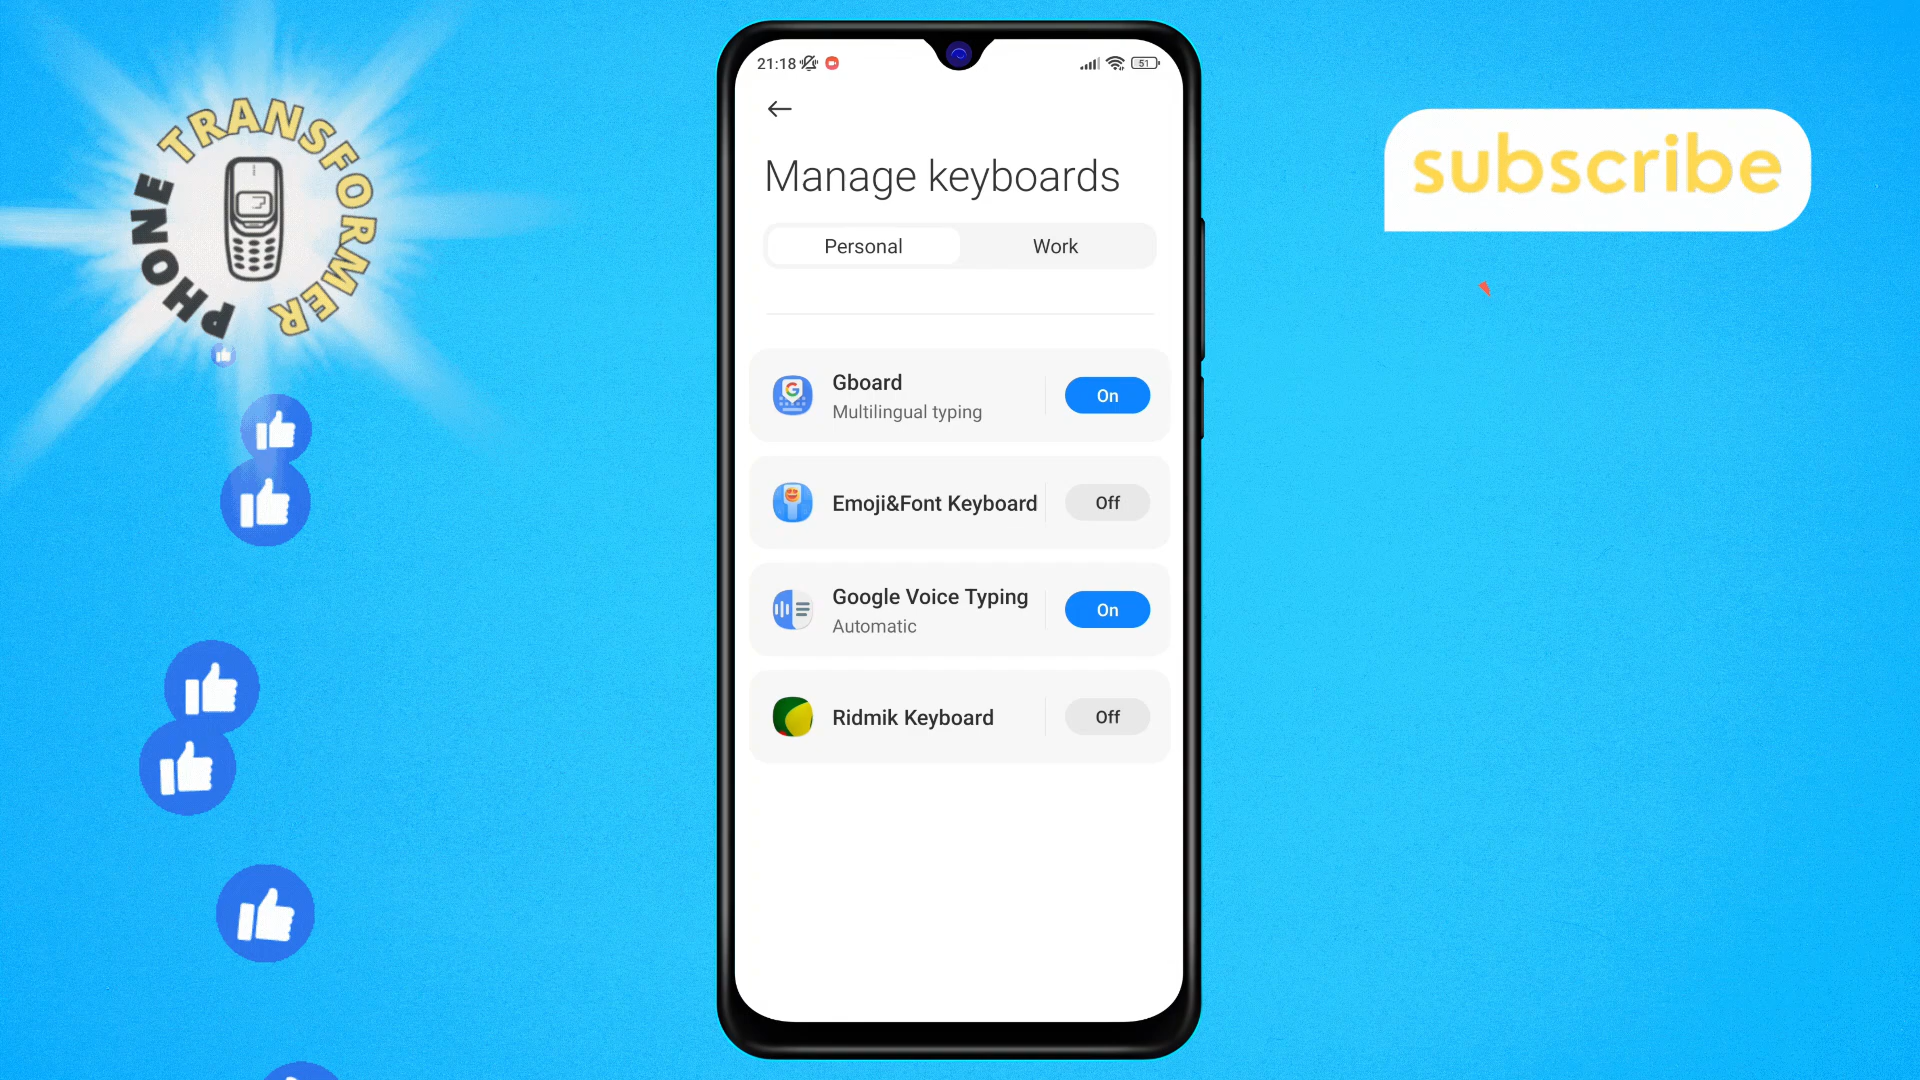 PHONE TRANSFORMER
subscribe
21:18
51
Manage keyboards
Personal
Work
Gboard
Multilingual typing
On
Emoji&Font Keyboard
Off
Google Voice Typing
Automatic
On
Ridmik Keyboard
Off